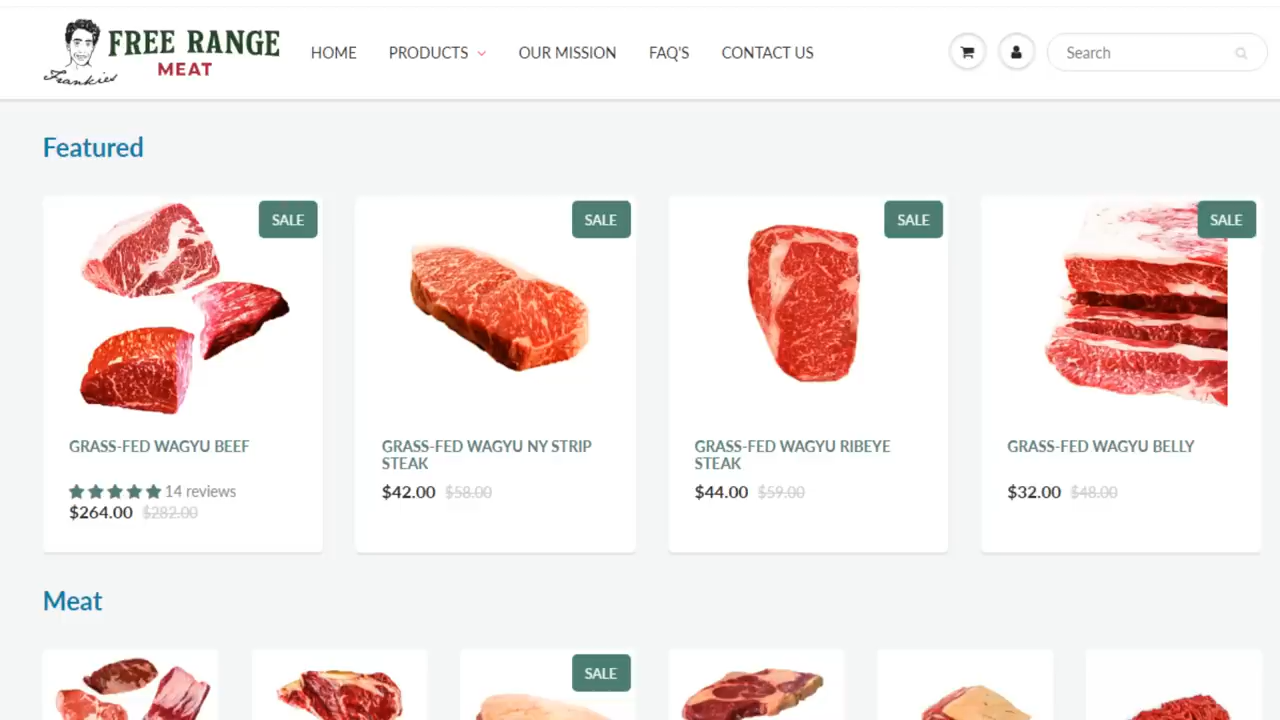 Frankies
FREE RANGE
MEAT
HOME
PRODUCTS
OUR MISSION
FAQ'S
CONTACT US
Search
Featured
SALE
SALE
SALE
SALE
GRASS-FED WAGYU BEEF
14 reviews
$264.00 $282.00
GRASS-FED WAGYU NY STRIP
STEAK
$42.00 $58.00
GRASS-FED WAGYU RIBEYE
STEAK
$44.00 $59.00
GRASS-FED WAGYU BELLY
$32.00 $48.00
Meat
SALE